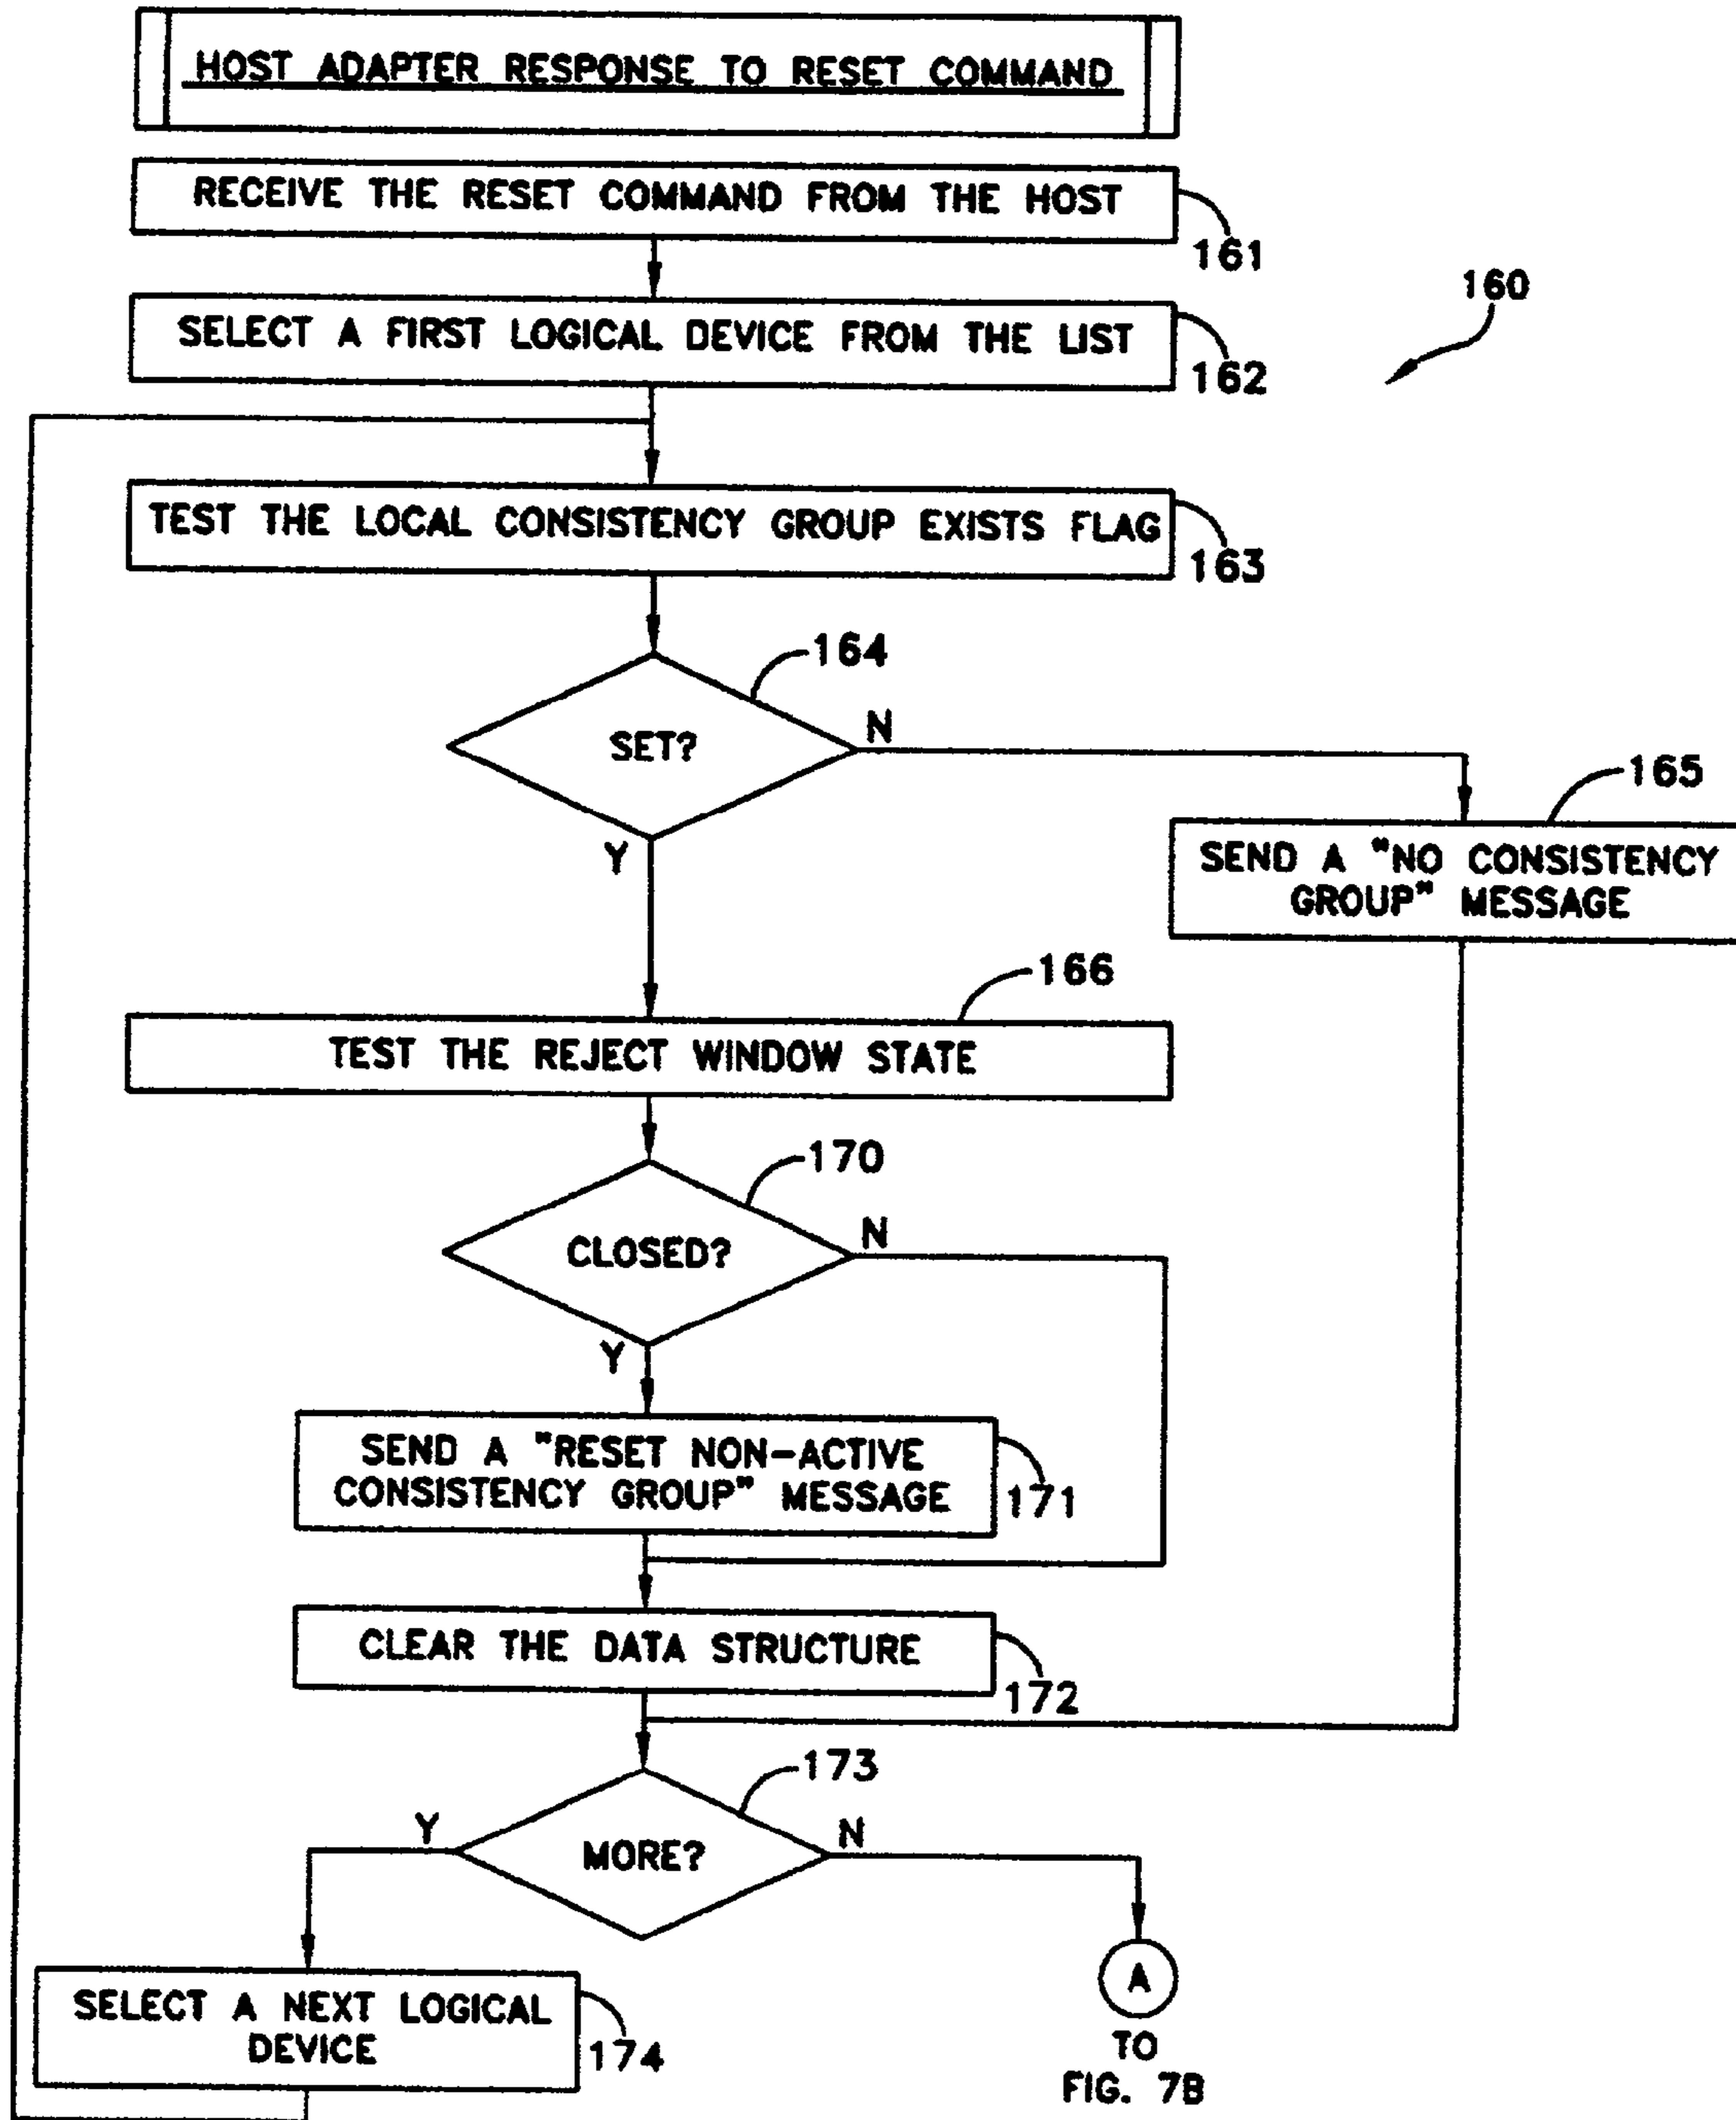 HOST ADAPTER RESPONSE TO RESET COMMAND
RECEIVE THE RESET COMMAND FROM THE HOST
161
160
SELECT A FIRST LOGICAL DEVICE FROM THE LIST
162
TEST THE LOCAL CONSISTENCY GROUP EXISTS FLAG
163
164
SET?
N
Y
165
SEND A "NO CONSISTENCY
GROUP" MESSAGE
166
TEST THE REJECT WINDOW STATE
170
CLOSED?
N
Y
SEND A "RESET NON-ACTIVE
CONSISTENCY GROUP" MESSAGE
171
CLEAR THE DATA STRUCTURE
172
173
MORE?
Y
N
SELECT A NEXT LOGICAL
DEVICE
174
A
TO
FIG. 7B